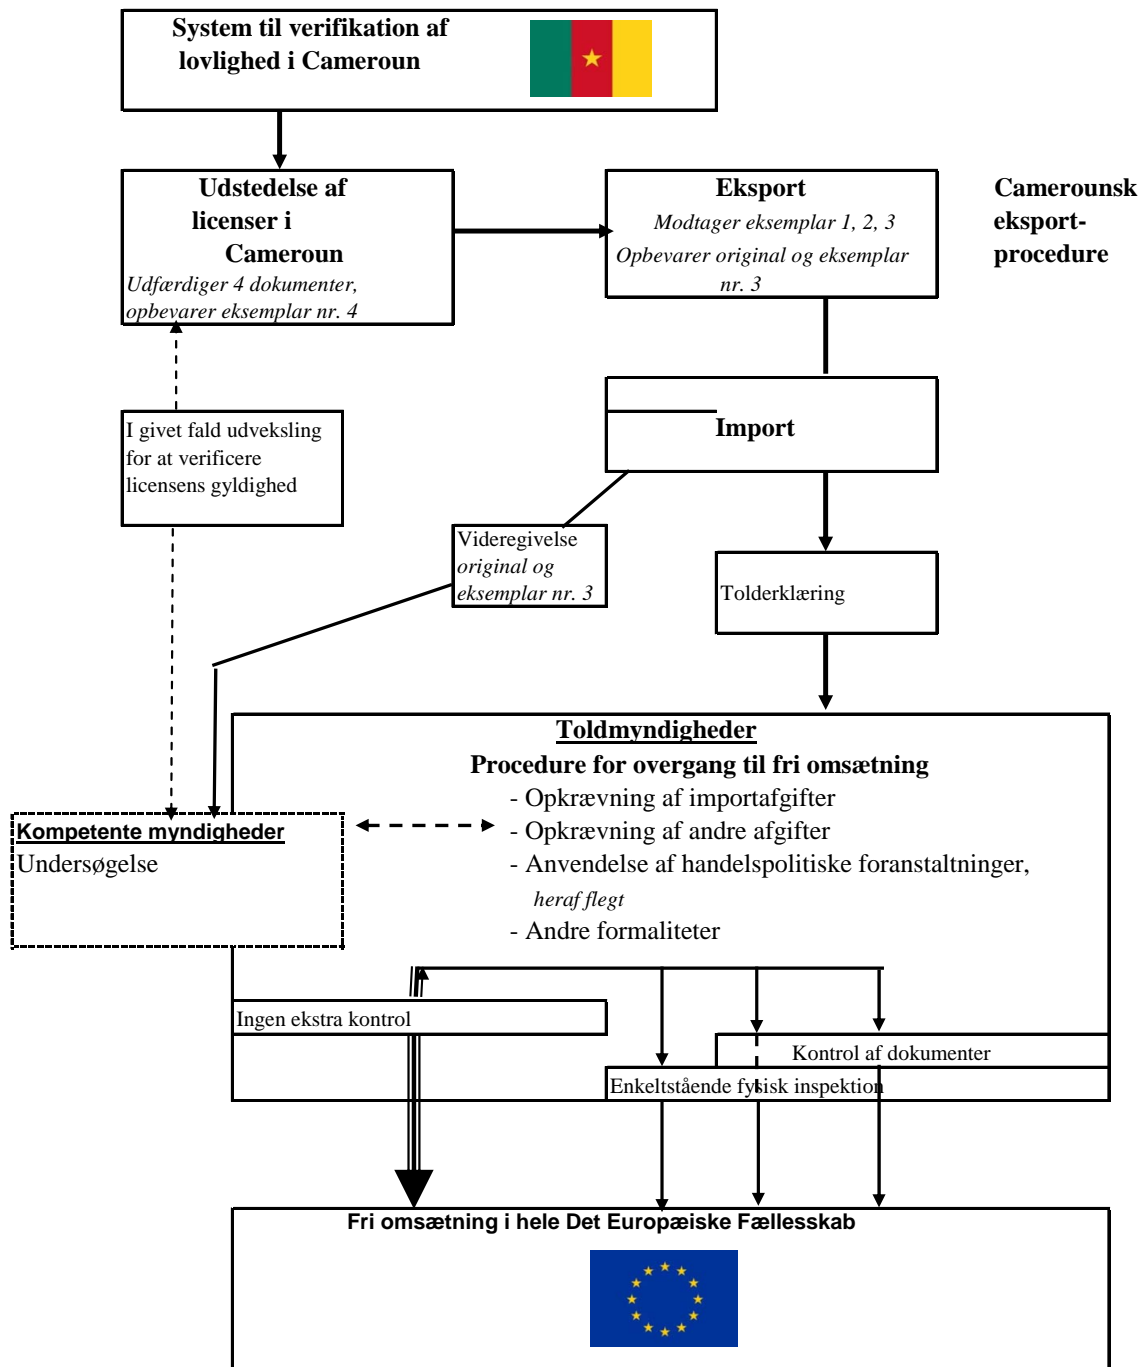 System til verifikation af
lovlighed i Cameroun
Udstedelse af
licenser i
Cameroun
Udfærdiger 4 dokumenter,
opbevarer eksemplar nr. 4
Eksport
Modtager eksemplar 1, 2, 3
Opbevarer original og eksemplar
nr. 3
Camerounsk
eksport-
procedure
Import
I givet fald udveksling
for at verificere
licensens gyldighed
Videregivelse
original og
eksemplar nr. 3
Tolderklæring
Toldmyndigheder
Procedure for overgang til fri omsætning
- Opkrævning af importafgifter
- Opkrævning af andre afgifter
- Anvendelse af handelspolitiske foranstaltninger,
heraf flegt
- Andre formaliteter
Kompetente myndigheder
Undersøgelse
Ingen ekstra kontrol
Kontrol af dokumenter
Enkeltstående fysisk inspektion
Fri omsætning i hele Det Europæiske Fællesskab